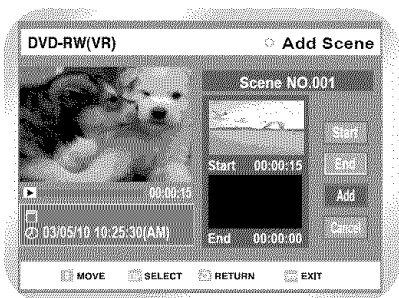 DVD-RW(VR) Add Scene
Scene NO.001
Start 00:00:15
00:00:15
03/05/10 10:25:30(AM)
End 00:00:00
Start
End
Add
Cancel
MOVE SELECT RETURN EXIT